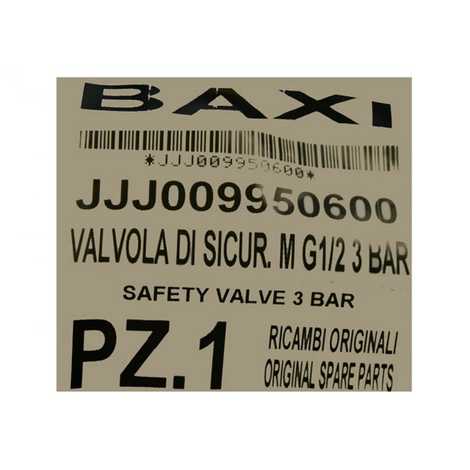 BAXI
*JJJ009950600*
JJJ009950600
VALVOLA DI SICUR. M G1/2 3 BAR
SAFETY VALVE 3 BAR
PZ.1
RICAMBI ORIGINALI
ORIGINAL SPARE PARTS